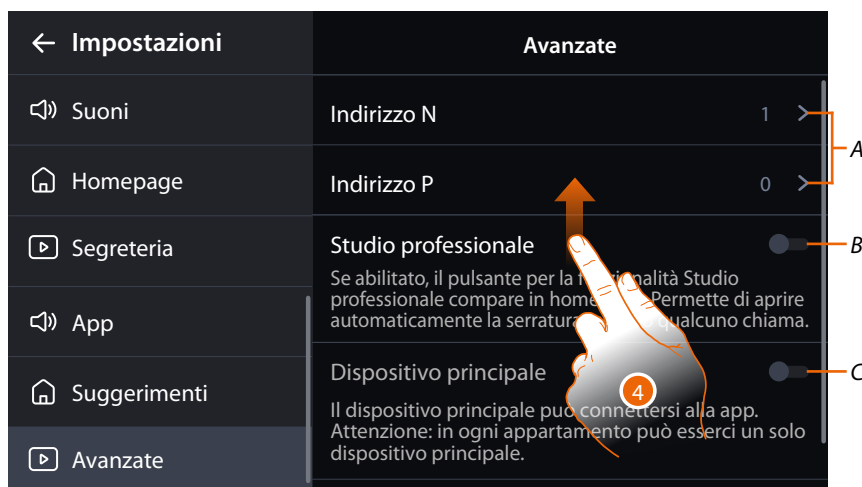 ← Impostazioni
Suoni
Homepage
Segreteria
App
Suggerimenti
Avanzate
Avanzate
Indirizzo N 1 >
A
Indirizzo P 0 >
Studio professionale
B
Se abilitato, il pulsante per la
professionale compare in Permette di aprire
automaticamente la serratura qualcuno chiama.
Dispositivo principale
C
4
Il dispositivo principale può connettersi alla app.
Attenzione: in ogni appartamento può esserci un solo
dispositivo principale.